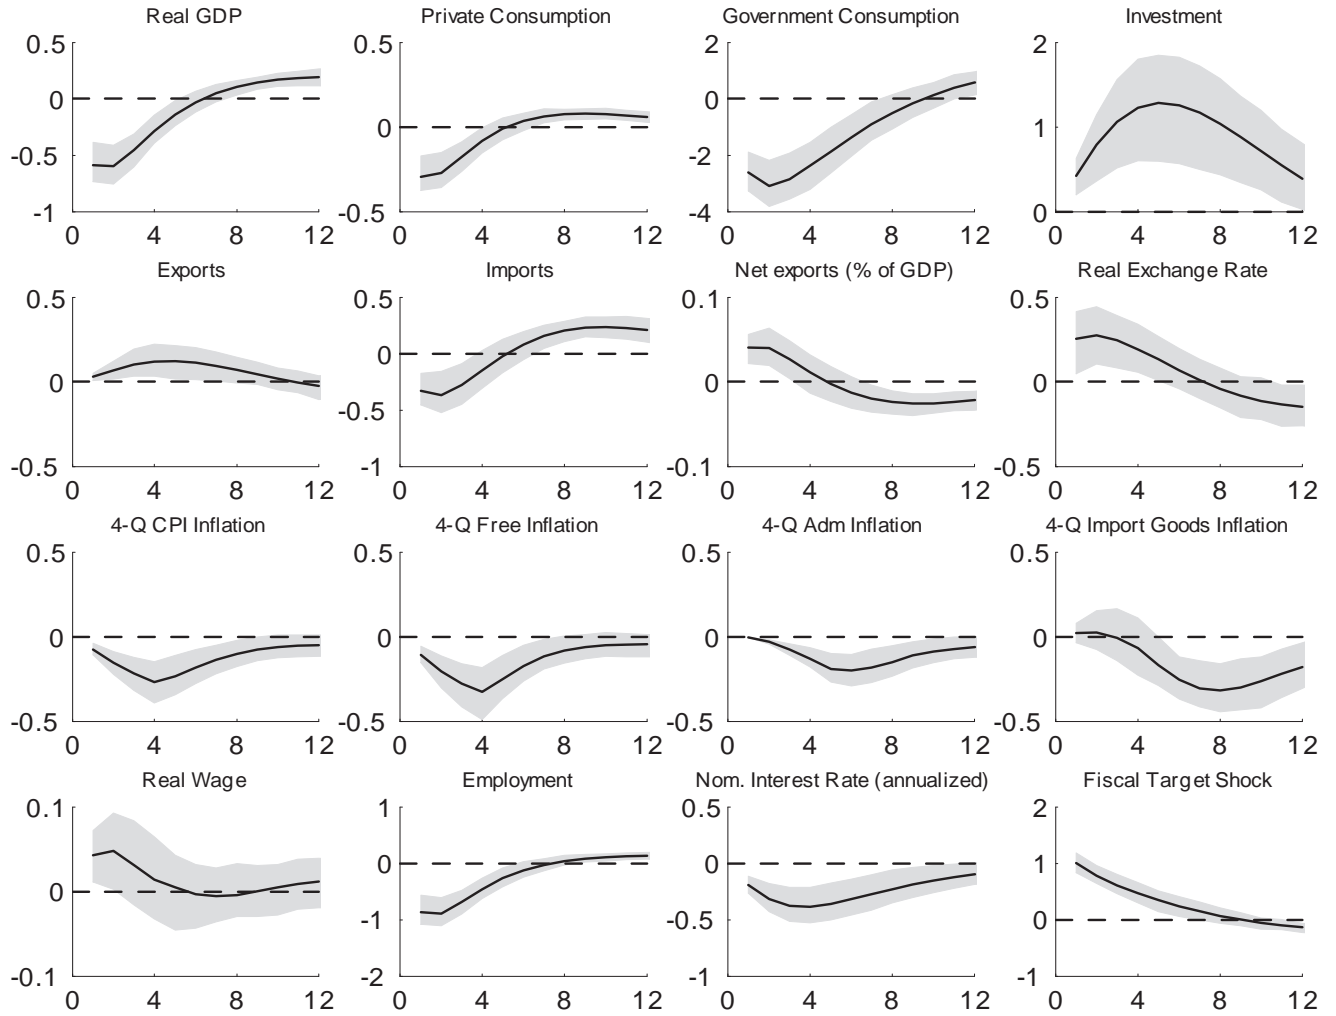 Real GDP Private Consumption Government Consumption Investment
0.5 0.5 2 2
0 0 0 1
-0.5 -0.5 -2 0
-1 -4
0 4 8 12 0 4 8 12 0 4 8 12 0 4 8 12
Exports Imports Net exports (% of GDP) Real Exchange Rate
0.5 0.5 0.1 0.5
0 0 0 0
-0.5 -0.5 -0.1 -0.5
-1
0 4 8 12 0 4 8 12 0 4 8 12 0 4 8 12
4-Q CPI Inflation 4-Q Free Inflation 4-Q Adm Inflation 4-Q Import Goods Inflation
0.5 0.5 0.5 0.5
0 0 0 0
-0.5 -0.5 -0.5 -0.5
0 4 8 12 0 4 8 12 0 4 8 12 0 4 8 12
Real Wage Employment Nom. Interest Rate (annualized) Fiscal Target Shock
0.1 1 0.5 2
0 0 0 1
-0.1 -1 -0.5 0
-2 -1 -1
0 4 8 12 0 4 8 12 0 4 8 12 0 4 8 12